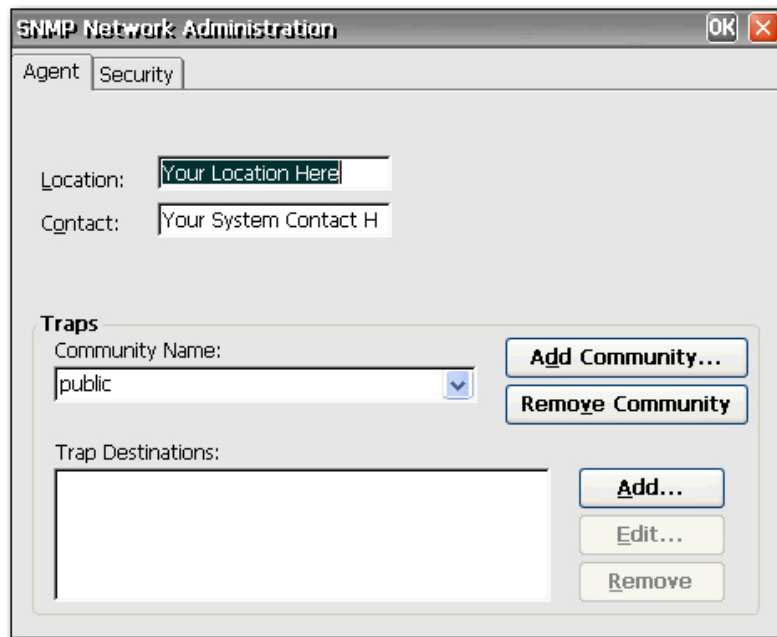 SNMP Network Administration OK
Agent Security
Location: Your Location Here
Contact: Your System Contact H
Traps
Community Name:
public
Add Community...
Remove Community
Trap Destinations:
Add...
Edit...
Remove